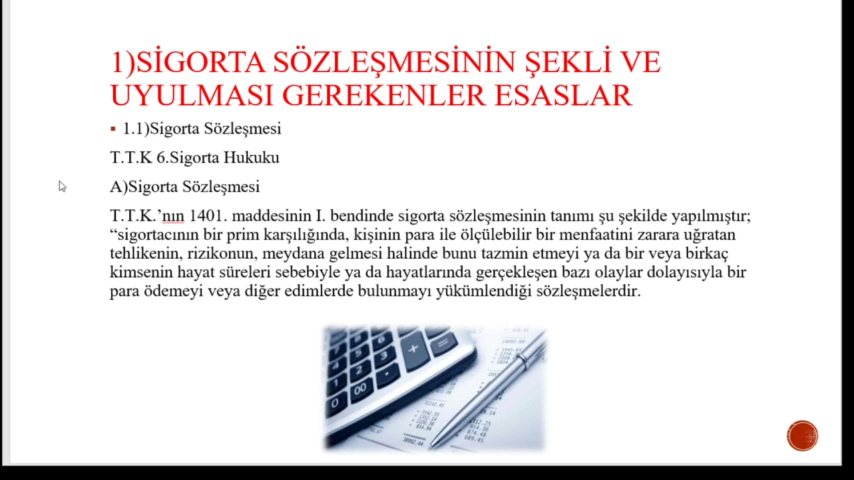 1)SİGORTA SÖZLEŞMESİNİN ŞEKLİ VE
UYULMASI GEREKENLER ESASLAR
▪ 1.1)Sigorta Sözleşmesi
T.T.K 6.Sigorta Hukuku
A)Sigorta Sözleşmesi
T.T.K.’nın 1401. maddesinin I. bendinde sigorta sözleşmesinin tanımı şu şekilde yapılmıştır;
“sigortacının bir prim karşılığında, kişinin para ile ölçülebilir bir menfaatini zarara uğratan
tehlikenin, rizikonun, meydana gelmesi halinde bunu tazmin etmeyi ya da bir veya birkaç
kimsenin hayat süreleri sebebiyle ya da hayatlarında gerçekleşen bazı olaylar dolayısıyla bir
para ödemeyi veya diğer edimlerde bulunmayı yükümlendiği sözleşmelerdir.